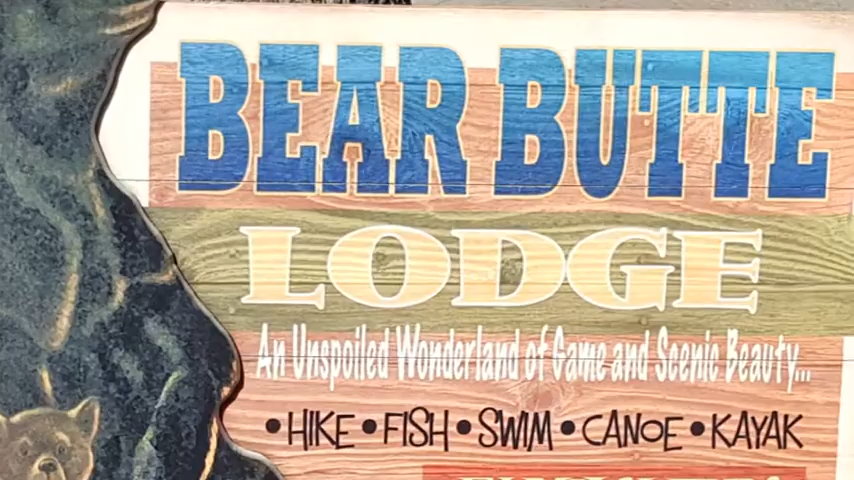 BEAR BUTTE
LODGE
An Unspoiled Wonderland of Game and Scenic Beauty...
•HIKE•FISH•SWIM•CANOE•KAYAK